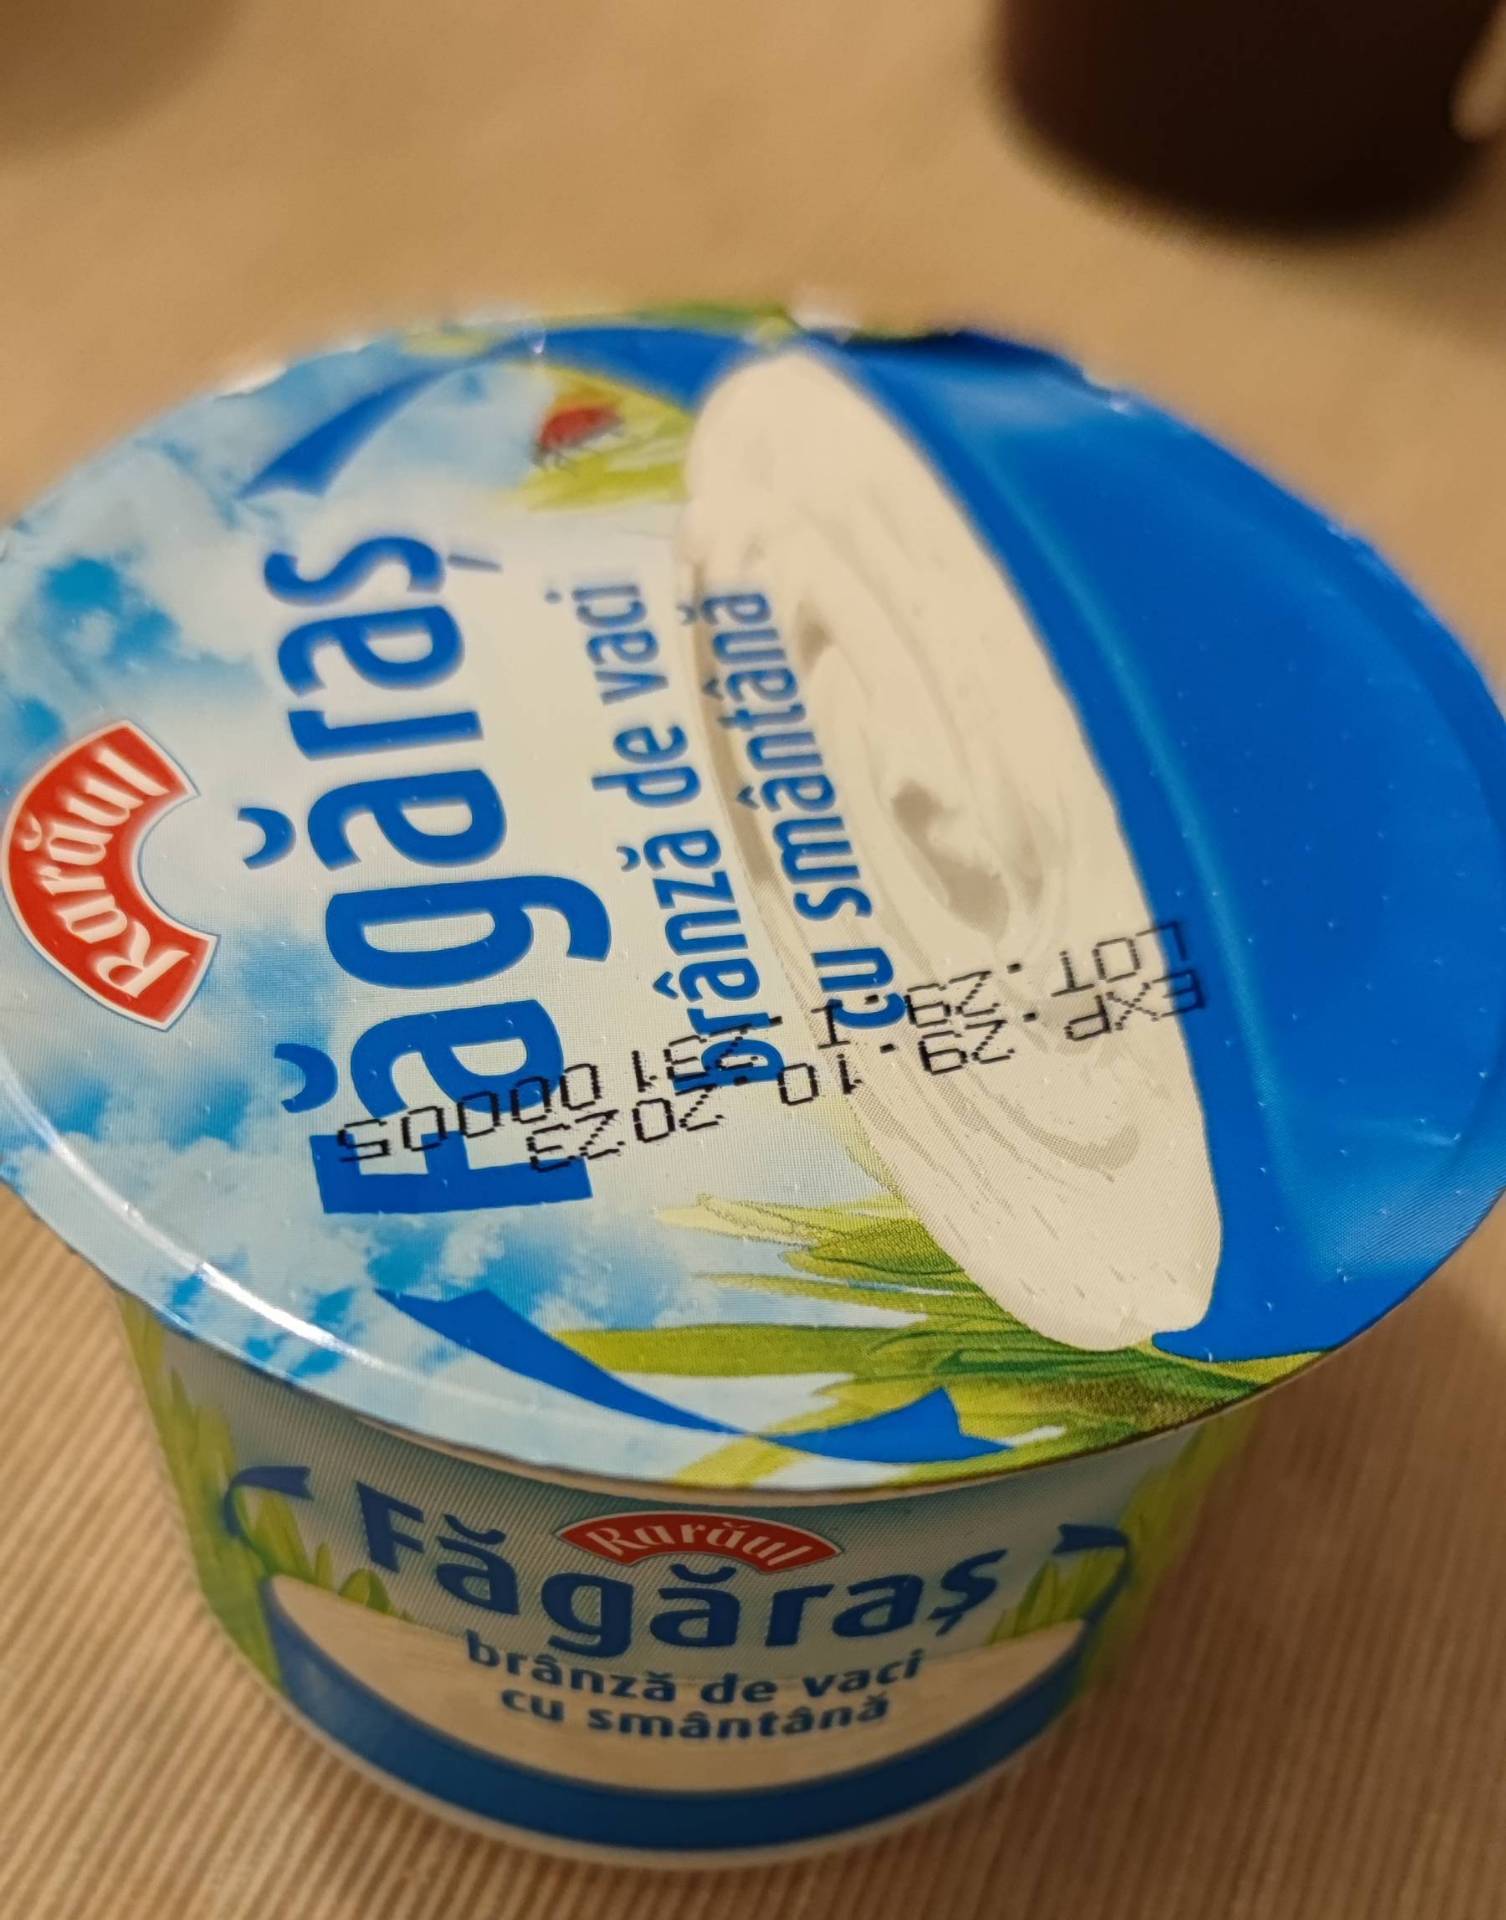 Rarăul
Făgăraș
brânză de vaci
cu smântână
EXP. 29.10.2023
LOT. 00005
Rarăul
Făgăraș
brânză de vaci
cu smântână